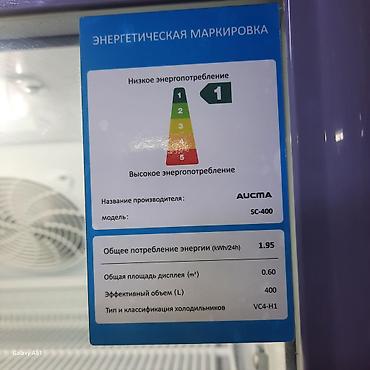 ЭНЕРГЕТИЧЕСКАЯ МАРКИРОВКА
Низкое энергопотребление
1
1
2
3
4
5
Высокое энергопотребление
Название производителя: AUCMA
модель: SC-400
Общее потребление энергии (kWh/24h) 1.95
Общая площадь дисплея (m²) 0.60
Эффективный объем (L) 400
Тип и классификация холодильников VC4-H1
Galaxy A51